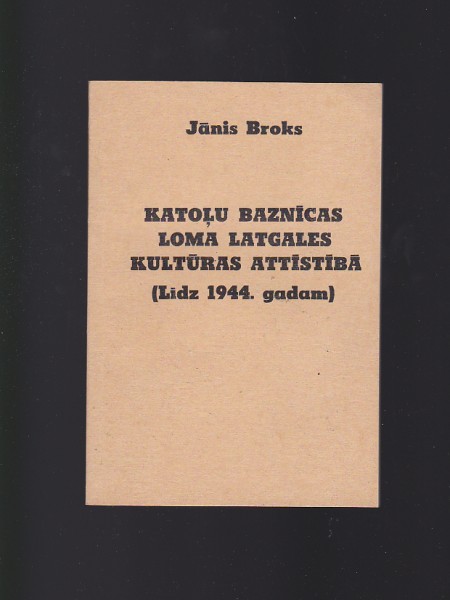 Jānis Broks
KATOĻU BAZNĪCAS
LOMA LATGALES
KULTŪRAS ATTĪSTĪBĀ
(Līdz 1944. gadam)